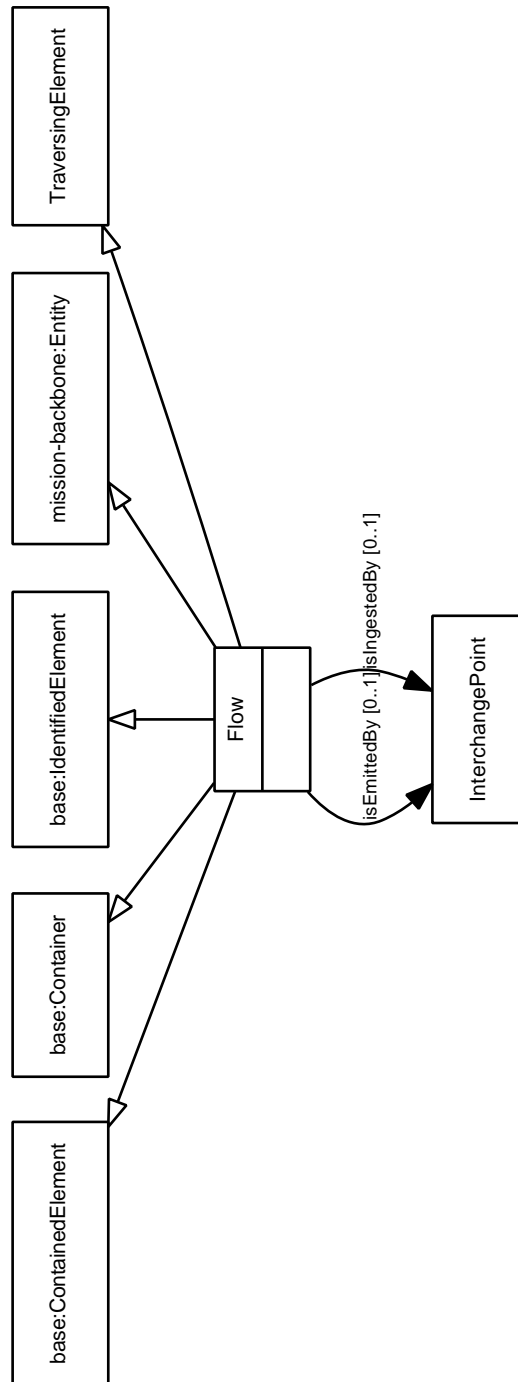 base:ContainedElement
base:Container
base:IdentifiedElement
mission-backbone:Entity
TraversingElement
Flow
isEmittedBy [0..1]
isIngestedBy [0..1]
InterchangePoint